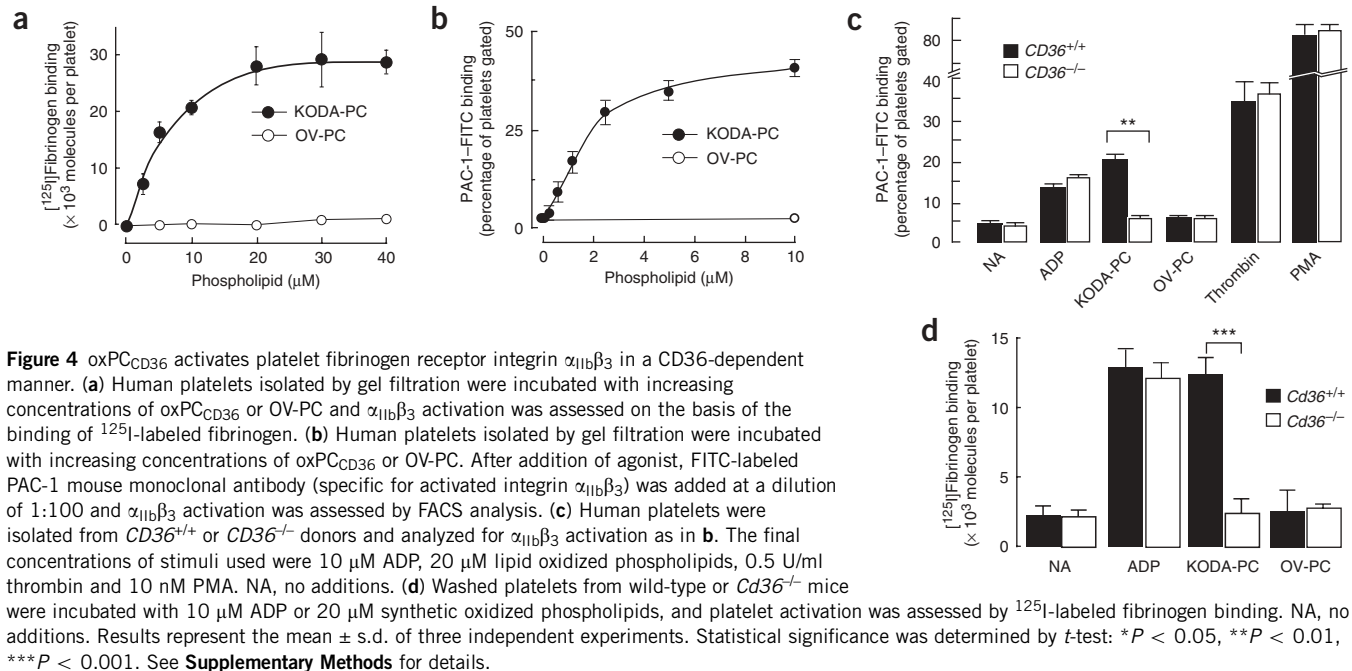 a
[125I]Fibrinogen binding
(× 10³ molecules per platelet)
30
20
10
0
KODA-PC
OV-PC
0 10 20 30 40
Phospholipid (μM)
b
PAC-1–FITC binding
(percentage of platelets gated)
50
25
0
KODA-PC
OV-PC
0 2 4 6 8 10
Phospholipid (μM)
c
PAC-1–FITC binding
(percentage of platelets gated)
80
40
30
20
10
0
CD36+/+
CD36–/–
**
NA ADP KODA-PC OV-PC Thrombin PMA
d
[125I]Fibrinogen binding
(× 10³ molecules per platelet)
15
10
5
0
***
Cd36+/+
Cd36–/–
NA ADP KODA-PC OV-PC
Figure 4 oxPCCD36 activates platelet fibrinogen receptor integrin αIIbβ3 in a CD36-dependent
manner. (a) Human platelets isolated by gel filtration were incubated with increasing
concentrations of oxPCCD36 or OV-PC and αIIbβ3 activation was assessed on the basis of the
binding of 125I-labeled fibrinogen. (b) Human platelets isolated by gel filtration were incubated
with increasing concentrations of oxPCCD36 or OV-PC. After addition of agonist, FITC-labeled
PAC-1 mouse monoclonal antibody (specific for activated integrin αIIbβ3) was added at a dilution
of 1:100 and αIIbβ3 activation was assessed by FACS analysis. (c) Human platelets were
isolated from CD36+/+ or CD36–/– donors and analyzed for αIIbβ3 activation as in b. The final
concentrations of stimuli used were 10 μM ADP, 20 μM lipid oxidized phospholipids, 0.5 U/ml
thrombin and 10 nM PMA. NA, no additions. (d) Washed platelets from wild-type or Cd36–/– mice
were incubated with 10 μM ADP or 20 μM synthetic oxidized phospholipids, and platelet activation was assessed by 125I-labeled fibrinogen binding. NA, no
additions. Results represent the mean ± s.d. of three independent experiments. Statistical significance was determined by t-test: *P < 0.05, **P < 0.01,
***P < 0.001. See Supplementary Methods for details.